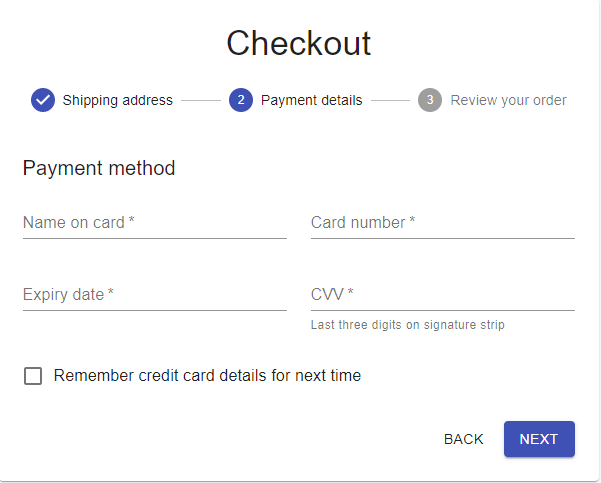 Checkout
Shipping address 2 Payment details 3 Review your order
Payment method
Name on card * Card number *
Expiry date * CVV *
Last three digits on signature strip
Remember credit card details for next time
BACK NEXT